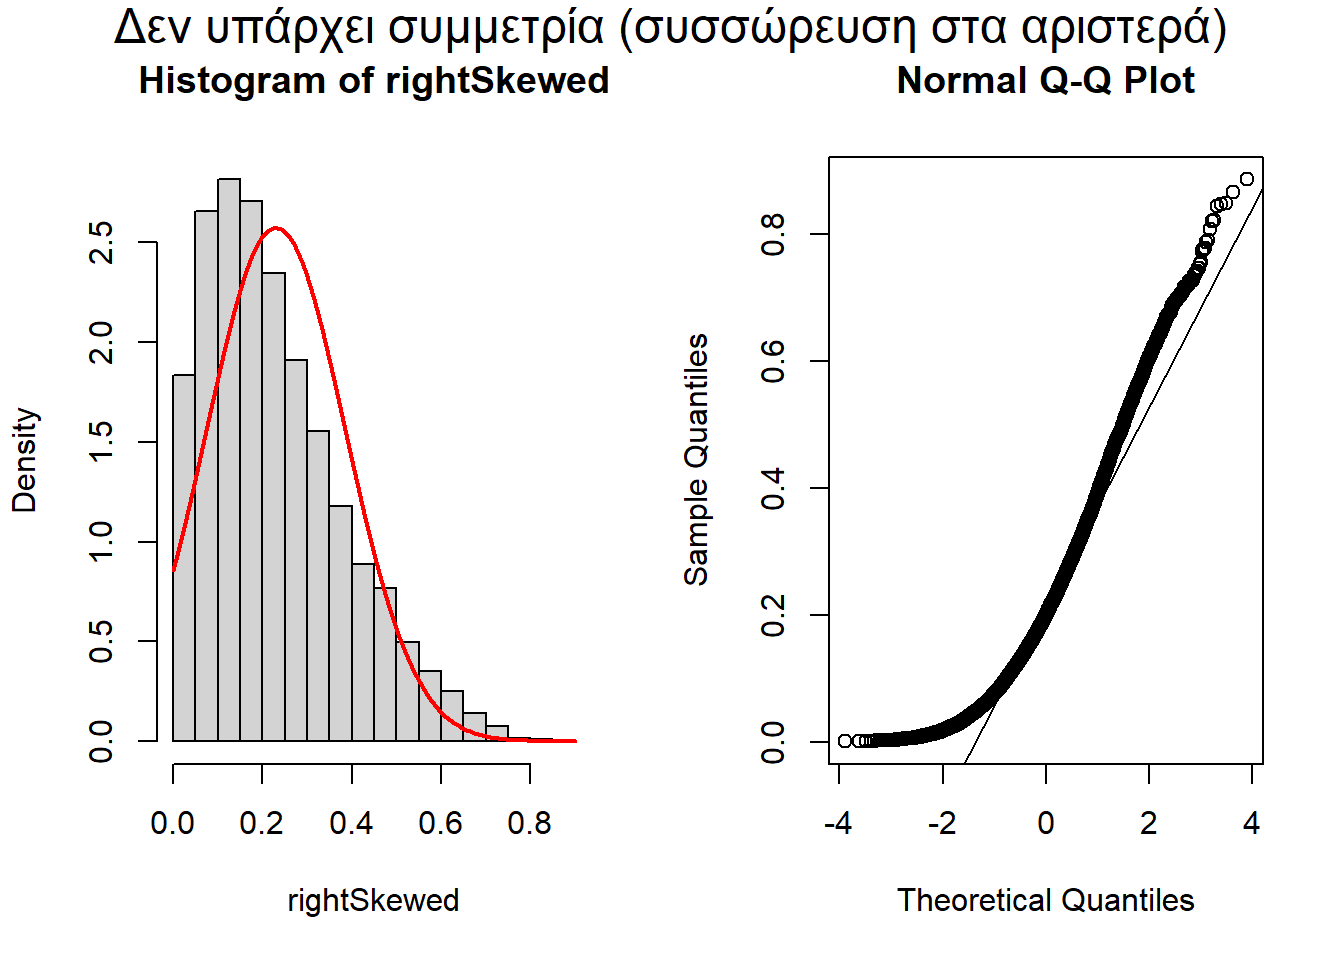 Δεν υπάρχει συμμετρία (συσσώρευση στα αριστερά)
Histogram of rightSkewed
Density
0.0 0.5 1.0 1.5 2.0 2.5
0.0 0.2 0.4 0.6 0.8
rightSkewed
Normal Q-Q Plot
Sample Quantiles
0.0 0.2 0.4 0.6 0.8
-4 -2 0 2 4
Theoretical Quantiles